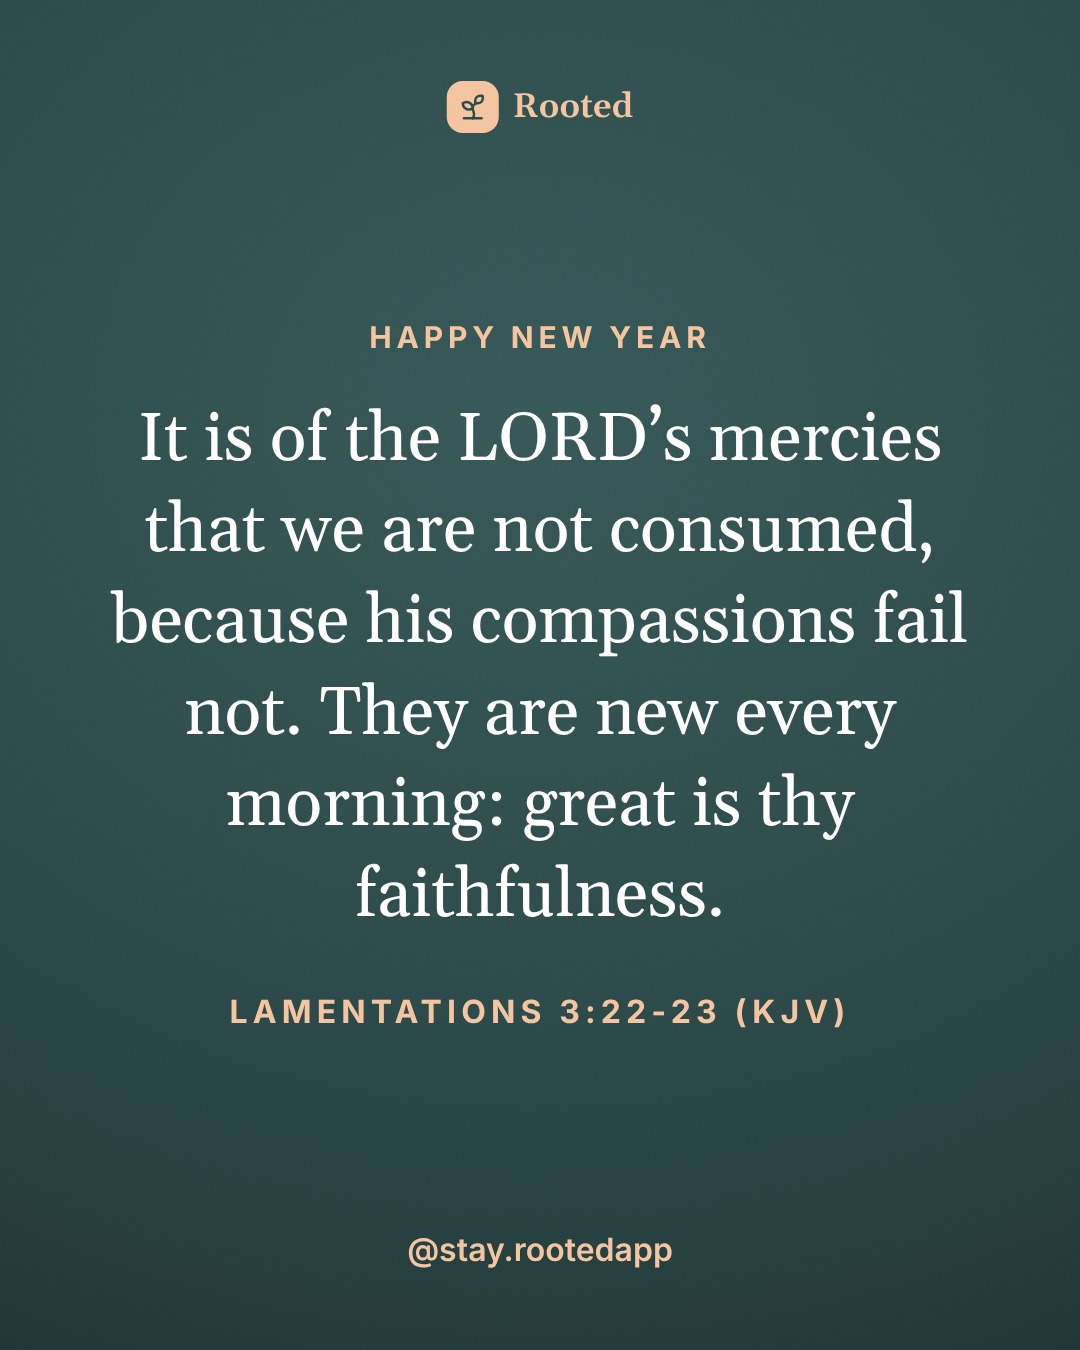 Rooted
HAPPY NEW YEAR
It is of the LORD’s mercies
that we are not consumed,
because his compassions fail
not. They are new every
morning: great is thy
faithfulness.
LAMENTATIONS 3:22-23 (KJV)
@stay.rootedapp